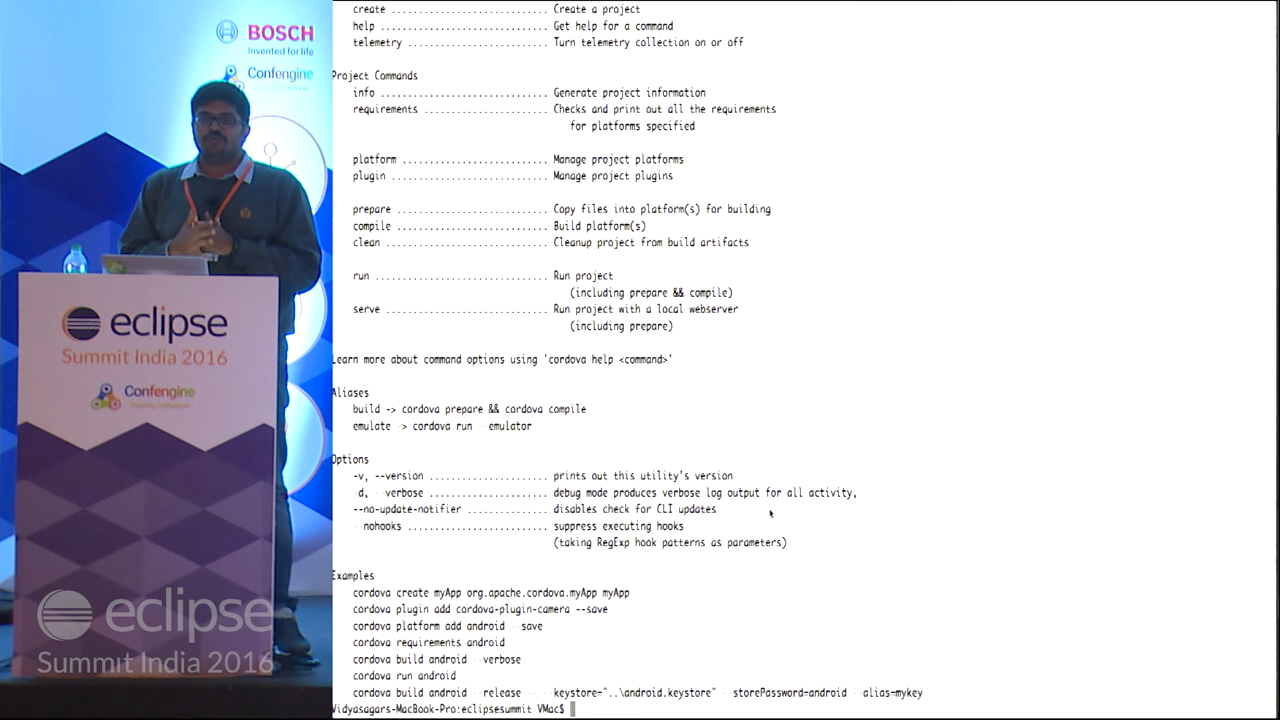 BOSCH
Invented for life
Confengine
eclipse
Summit India 2016
Confengine
eclipse
Summit India 2016
create ............................. Create a project
help ............................... Get help for a command
telemetry .......................... Turn telemetry collection on or off
Project Commands
info ............................... Generate project information
requirements ....................... Checks and print out all the requirements
for platforms specified
platform ........................... Manage project platforms
plugin ............................. Manage project plugins
prepare ............................ Copy files into platform(s) for building
compile ............................ Build platform(s)
clean .............................. Cleanup project from build artifacts
run ................................ Run project
(including prepare && compile)
serve .............................. Run project with a local webserver
(including prepare)
Learn more about command options using 'cordova help <command>'
Aliases
build -> cordova prepare && cordova compile
emulate -> cordova run --emulator
Options
-v, --version ...................... prints out this utility's version
-d, --verbose ...................... debug mode produces verbose log output for all activity,
--no-update-notifier ............... disables check for CLI updates
--nohooks .......................... suppress executing hooks
(taking RegExp hook patterns as parameters)
Examples
cordova create myApp org.apache.cordova.myApp myApp
cordova plugin add cordova-plugin-camera --save
cordova platform add android --save
cordova requirements android
cordova build android --verbose
cordova run android
cordova build android --release -- --keystore="..\android.keystore" --storePassword=android --alias=mykey
Vidyasagars-MacBook-Pro:eclipsesummit VMac$